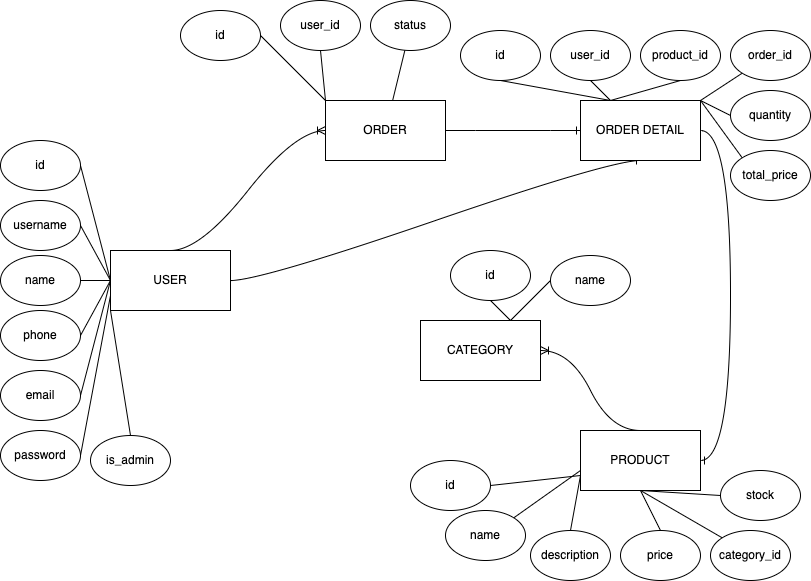 id
user_id
status
id
user_id
product_id
order_id
quantity
total_price
ORDER
ORDER DETAIL
id
username
name
phone
email
password
is_admin
USER
id
name
CATEGORY
PRODUCT
id
name
description
price
category_id
stock